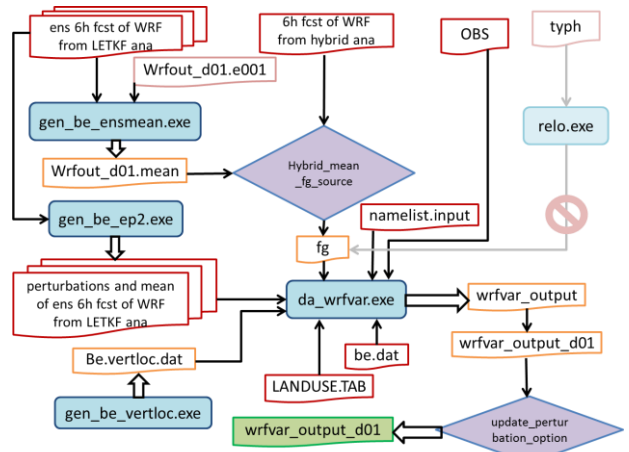 ens 6h fcst of WRF
from LETKF ana
6h fcst of WRF
from hybrid ana
OBS
typh
Wrfout_d01.e001
gen_be_ensmean.exe
relo.exe
Wrfout_d01.mean
Hybrid_mean
_fg_source
gen_be_ep2.exe
namelist.input
fg
perturbations and mean
of ens 6h fcst of WRF
from LETKF ana
da_wrfvar.exe
wrfvar_output
wrfvar_output_d01
Be.vertloc.dat
be.dat
LANDUSE.TAB
gen_be_vertloc.exe
wrfvar_output_d01
update_pertur
bation_option